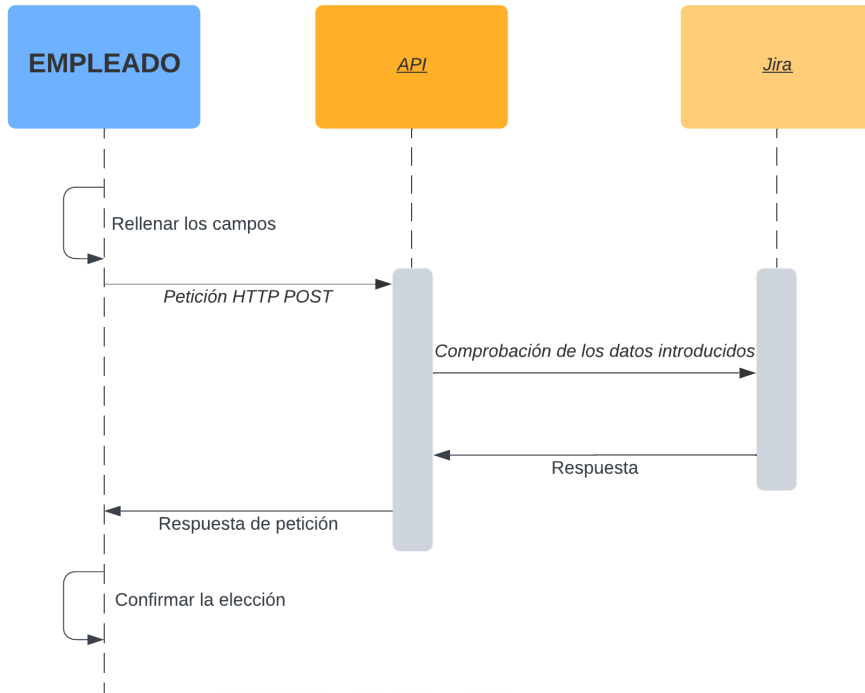 EMPLEADO
API
Jira
Rellenar los campos
Petición HTTP POST
Comprobación de los datos introducidos
Respuesta
Respuesta de petición
Confirmar la elección